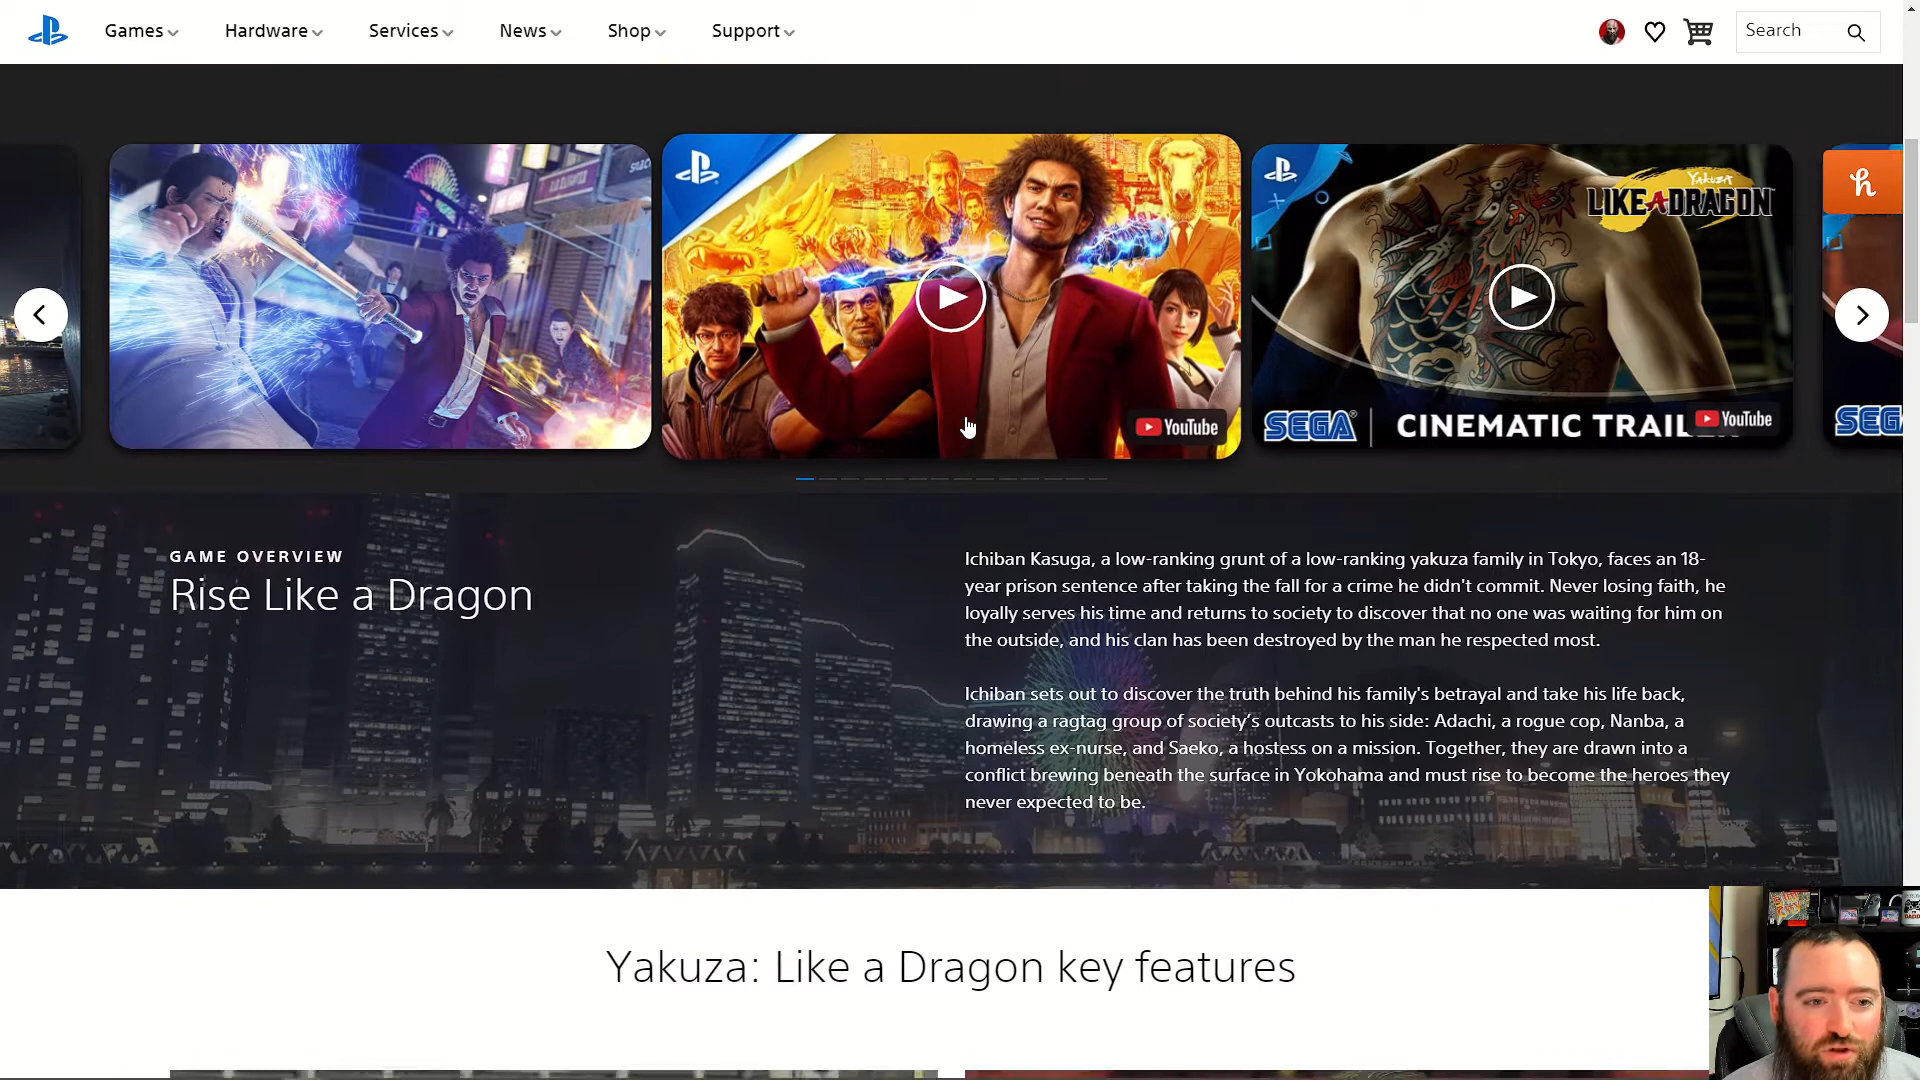 Games
Hardware
Services
News
Shop
Support
Search
Yakuza
LIKE A DRAGON
YouTube
SEGA
CINEMATIC TRAIL
YouTube
SEGA
GAME OVERVIEW
Rise Like a Dragon
Ichiban Kasuga, a low-ranking grunt of a low-ranking yakuza family in Tokyo, faces an 18-
year prison sentence after taking the fall for a crime he didn't commit. Never losing faith, he
loyally serves his time and returns to society to discover that no one was waiting for him on
the outside, and his clan has been destroyed by the man he respected most.
Ichiban sets out to discover the truth behind his family's betrayal and take his life back,
drawing a ragtag group of society’s outcasts to his side: Adachi, a rogue cop, Nanba, a
homeless ex-nurse, and Saeko, a hostess on a mission. Together, they are drawn into a
conflict brewing beneath the surface in Yokohama and must rise to become the heroes they
never expected to be.
Yakuza: Like a Dragon key features